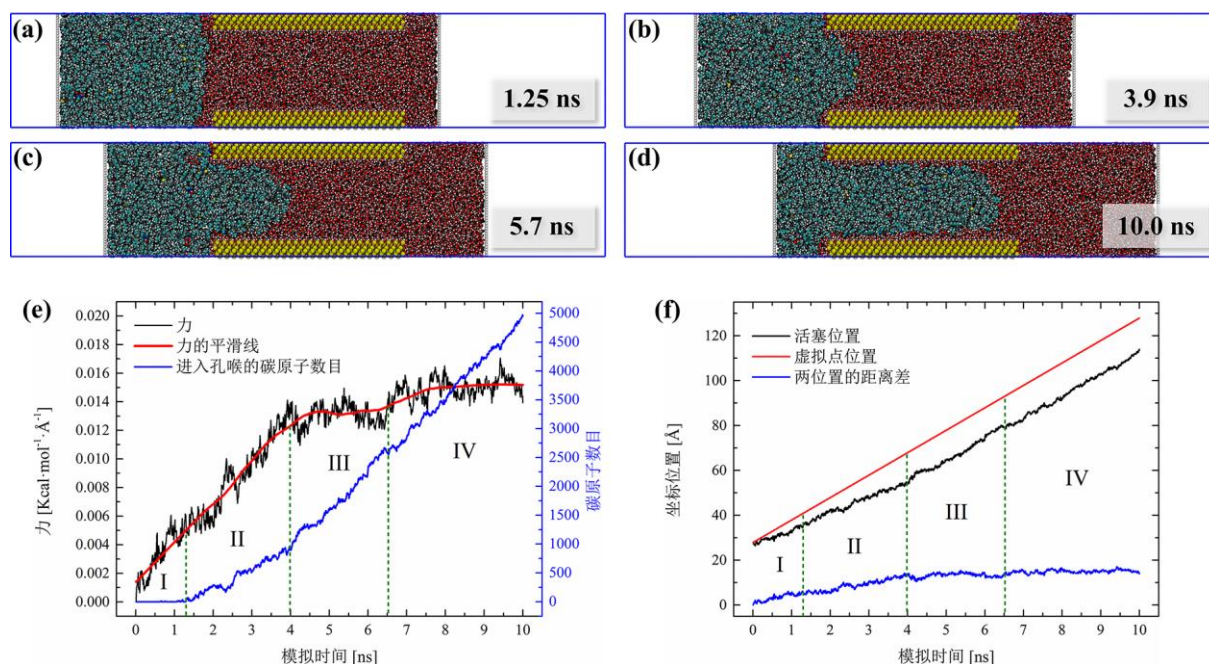 (a)
1.25 ns
(b)
3.9 ns
(c)
5.7 ns
(d)
10.0 ns
(e)
力
力的平滑线
进入孔喉的碳原子数目
力 [Kcal·mol⁻¹·Å⁻¹]
0.020
0.018
0.016
0.014
0.012
0.010
0.008
0.006
0.004
0.002
0.000
I
II
III
IV
5000
4500
4000
3500
3000
2500
2000
1500
1000
500
0
碳原子数目
0 1 2 3 4 5 6 7 8 9 10
模拟时间 [ns]
(f)
活塞位置
虚拟点位置
两位置的距离差
坐标位置 [Å]
120
100
80
60
40
20
0
I
II
III
IV
0 1 2 3 4 5 6 7 8 9 10
模拟时间 [ns]